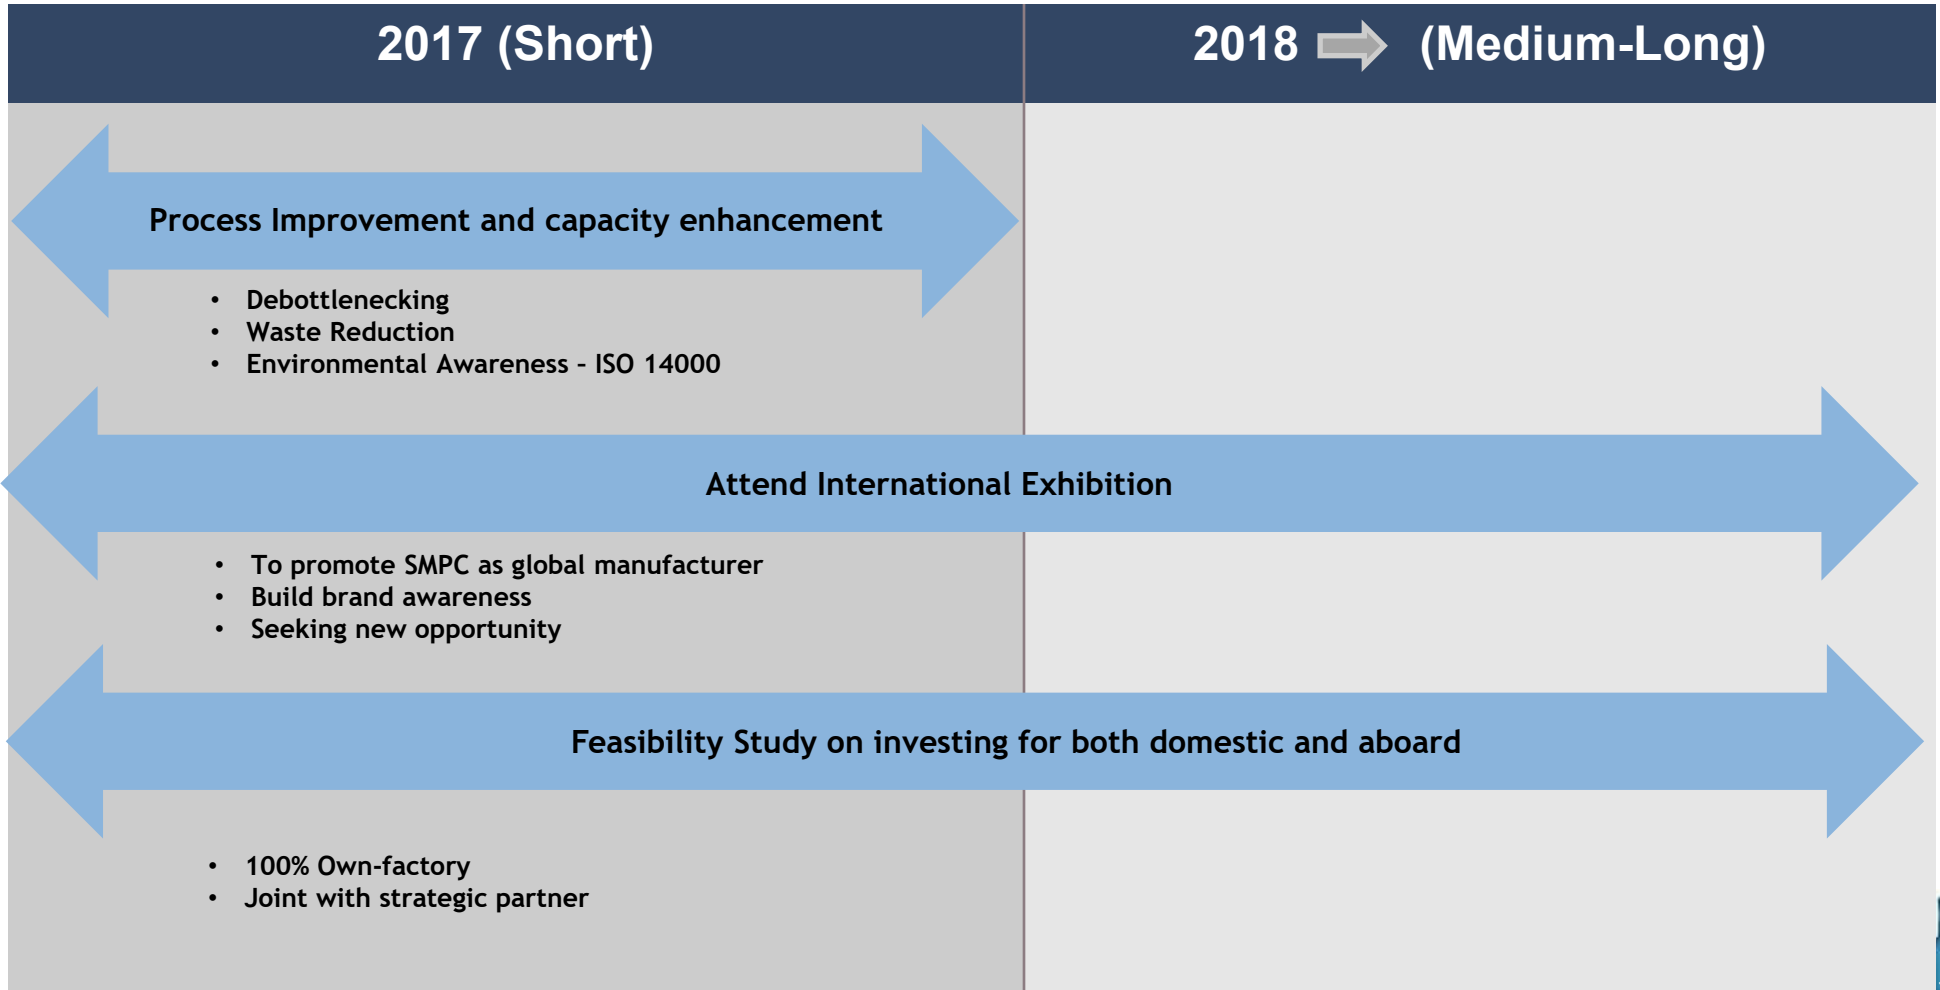 2017 (Short)
2018 (Medium-Long)
Process Improvement and capacity enhancement
• Debottlenecking
• Waste Reduction
• Environmental Awareness – ISO 14000
Attend International Exhibition
• To promote SMPC as global manufacturer
• Build brand awareness
• Seeking new opportunity
Feasibility Study on investing for both domestic and aboard
• 100% Own-factory
• Joint with strategic partner